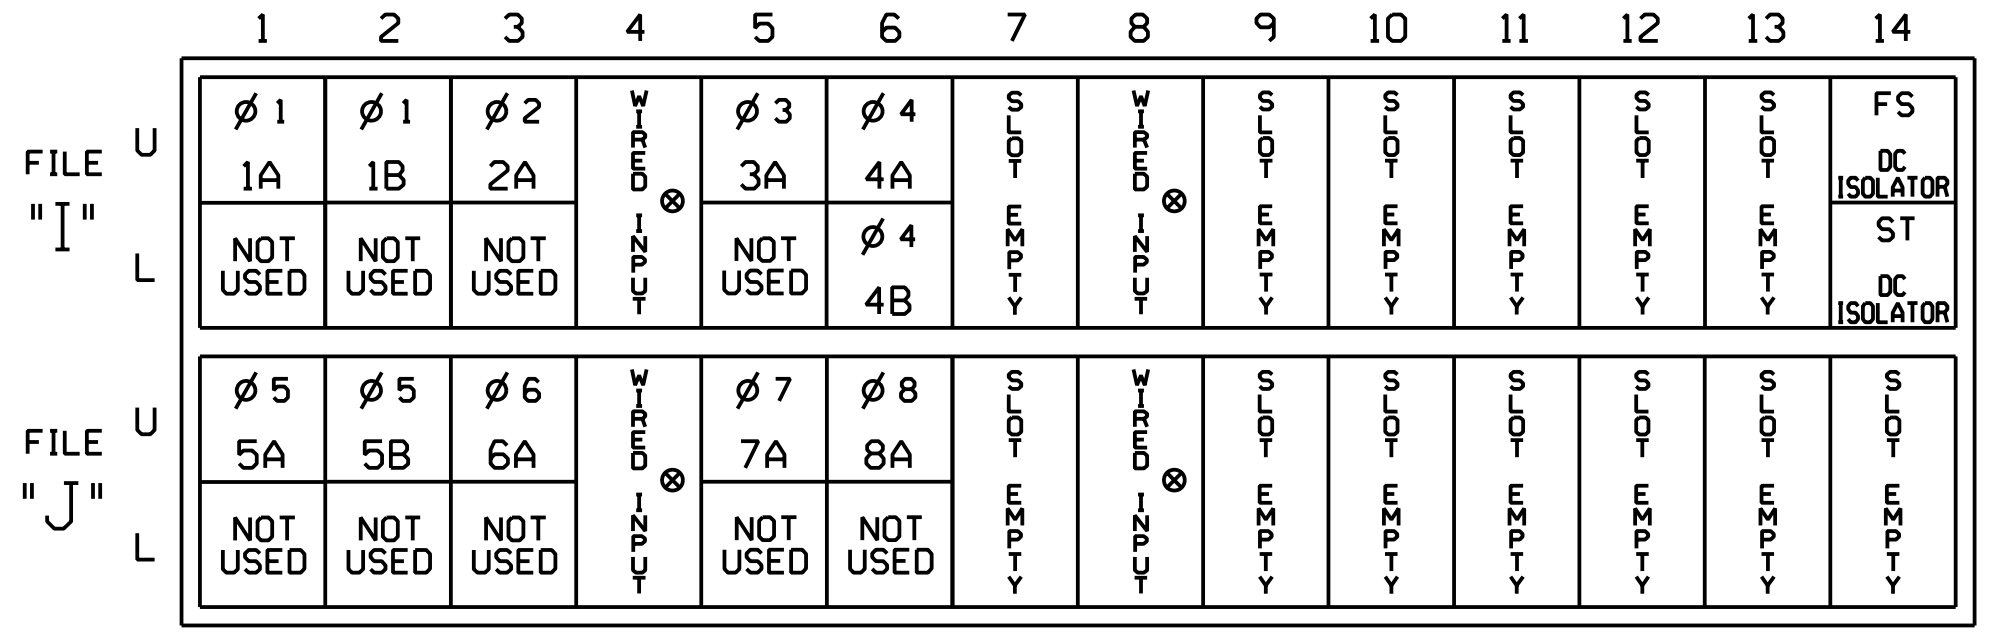 1 2 3 4 5 6 7 8 9 10 11 12 13 14
FILE
"I"
U
L
Ø 1
1A
NOT
USED
Ø 1
1B
NOT
USED
Ø 2
2A
NOT
USED
WIRED INPUT
⊗
Ø 3
3A
NOT
USED
Ø 4
4A
Ø 4
4B
SLOT EMPTY
WIRED INPUT
⊗
SLOT EMPTY
SLOT EMPTY
SLOT EMPTY
SLOT EMPTY
SLOT EMPTY
FS
DC
ISOLATOR
ST
DC
ISOLATOR
FILE
"J"
U
L
Ø 5
5A
NOT
USED
Ø 5
5B
NOT
USED
Ø 6
6A
NOT
USED
WIRED INPUT
⊗
Ø 7
7A
NOT
USED
Ø 8
8A
NOT
USED
SLOT EMPTY
WIRED INPUT
⊗
SLOT EMPTY
SLOT EMPTY
SLOT EMPTY
SLOT EMPTY
SLOT EMPTY
SLOT EMPTY